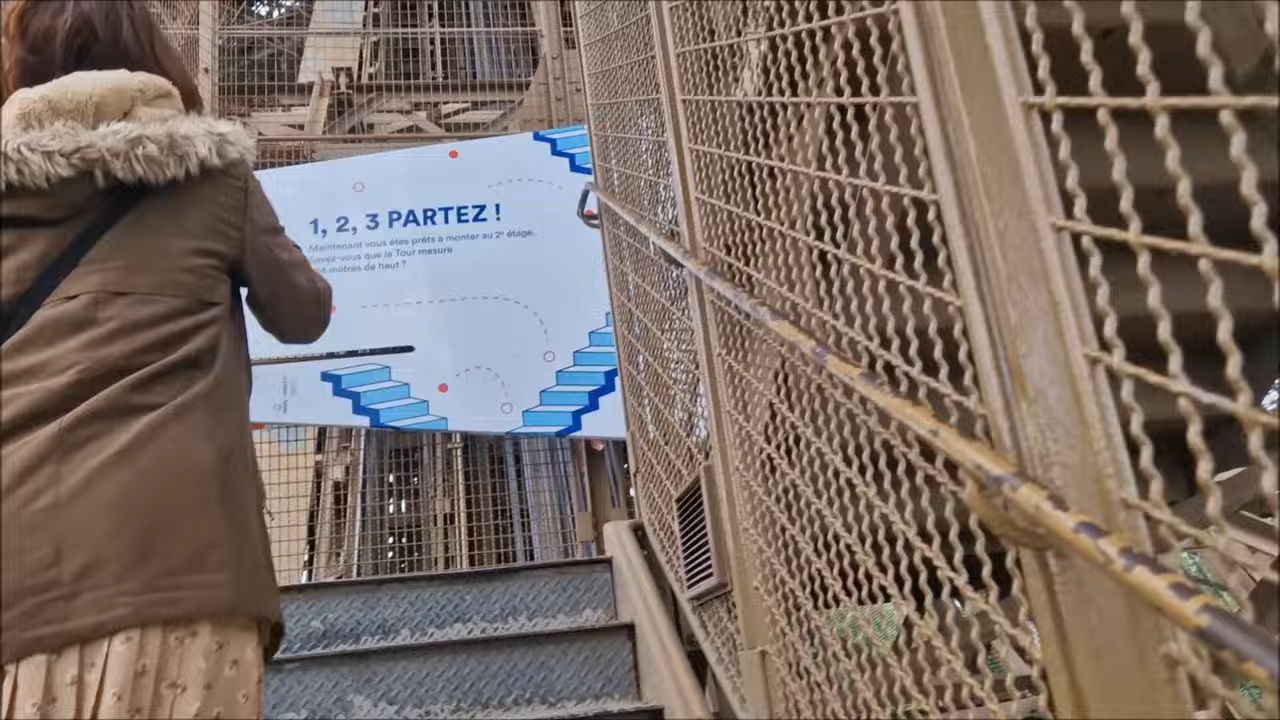 1, 2, 3 PARTEZ !
Maintenant vous êtes prêts à monter au 2ᵉ étage.
Savez-vous que la Tour mesure
mètres de haut ?